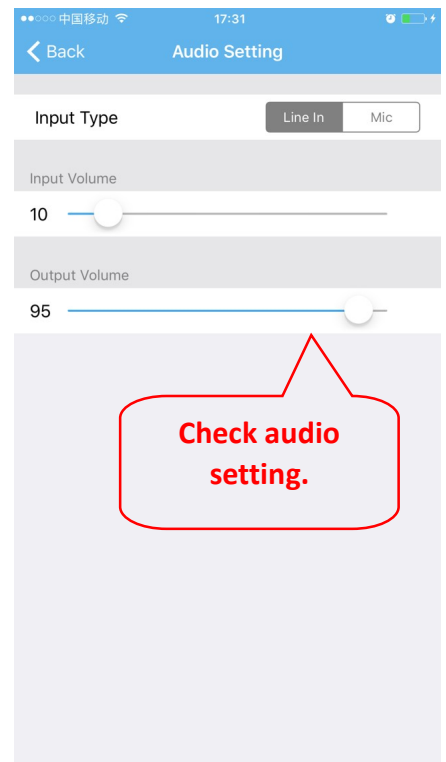 中国移动 17:31
Back Audio Setting
Input Type Line In Mic
Input Volume
10
Output Volume
95
Check audio
setting.